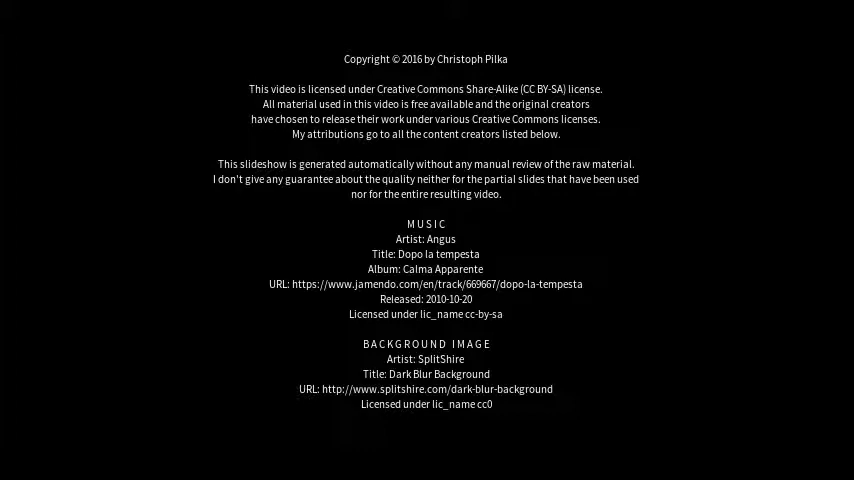 Copyright © 2016 by Christoph Pilka
This video is licensed under Creative Commons Share-Alike (CC BY-SA) license.
All material used in this video is free available and the original creators
have chosen to release their work under various Creative Commons licenses.
My attributions go to all the content creators listed below.
This slideshow is generated automatically without any manual review of the raw material.
I don't give any guarantee about the quality neither for the partial slides that have been used
nor for the entire resulting video.
MUSIC
Artist: Angus
Title: Dopo la tempesta
Album: Calma Apparente
URL: https://www.jamendo.com/en/track/669667/dopo-la-tempesta
Released: 2010-10-20
Licensed under lic_name cc-by-sa
BACKGROUND IMAGE
Artist: SplitShire
Title: Dark Blur Background
URL: http://www.splitshire.com/dark-blur-background
Licensed under lic_name cc0